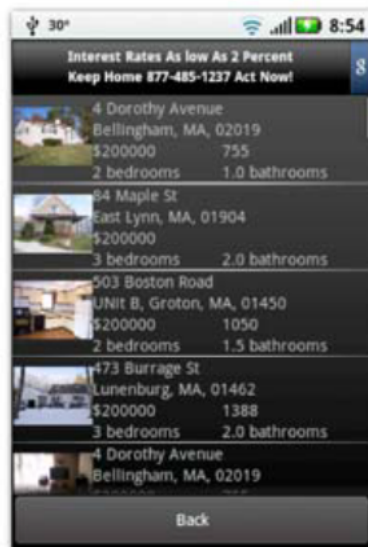 30° 8:54
Interest Rates As low As 2 Percent
Keep Home 877-485-1237 Act Now!
g
4 Dorothy Avenue
Bellingham, MA, 02019
$200000 755
2 bedrooms 1.0 bathrooms
84 Maple St
East Lynn, MA, 01904
$200000
3 bedrooms 2.0 bathrooms
503 Boston Road
UNit B, Groton, MA, 01450
$200000 1050
2 bedrooms 1.5 bathrooms
473 Burrage St
Lunenburg, MA, 01462
$200000 1388
3 bedrooms 2.0 bathrooms
4 Dorothy Avenue
Bellingham, MA, 02019
$200000 755
Back